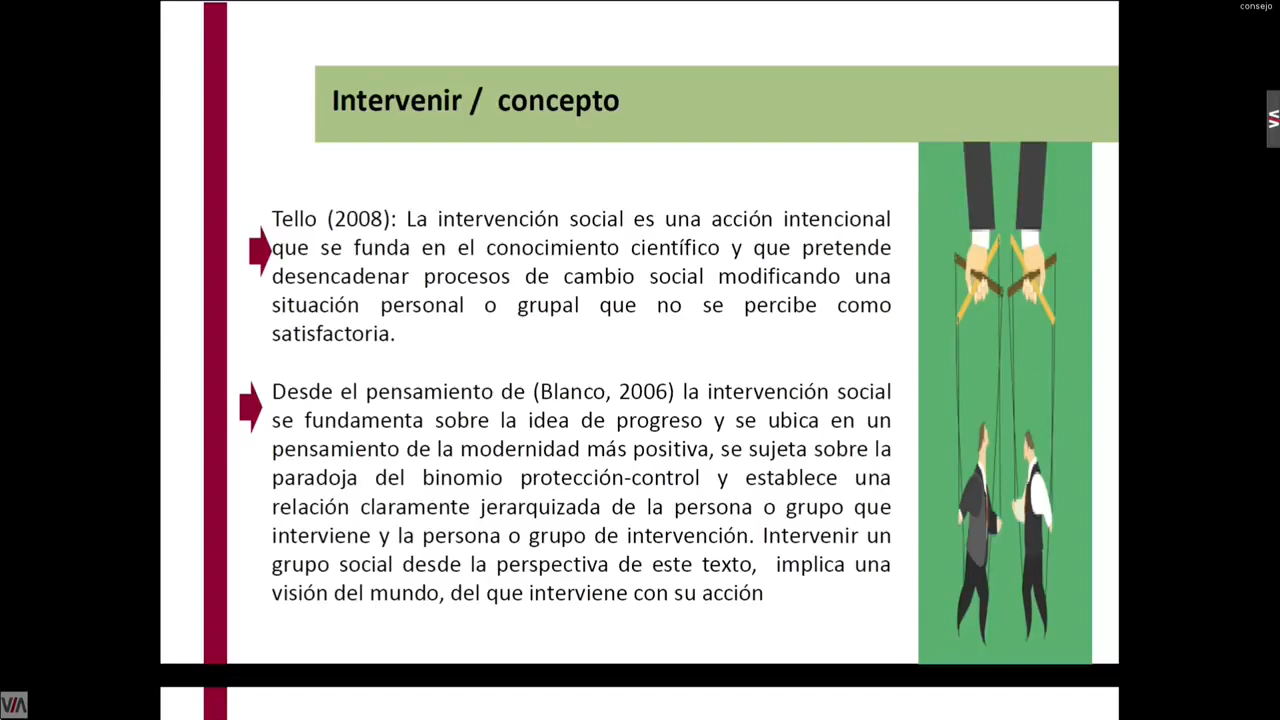 consejo
Intervenir / concepto
Tello (2008): La intervención social es una acción intencional
que se funda en el conocimiento científico y que pretende
desencadenar procesos de cambio social modificando una
situación personal o grupal que no se percibe como
satisfactoria.
Desde el pensamiento de (Blanco, 2006) la intervención social
se fundamenta sobre la idea de progreso y se ubica en un
pensamiento de la modernidad más positiva, se sujeta sobre la
paradoja del binomio protección-control y establece una
relación claramente jerarquizada de la persona o grupo que
interviene y la persona o grupo de intervención. Intervenir un
grupo social desde la perspectiva de este texto, implica una
visión del mundo, del que interviene con su acción
VIA